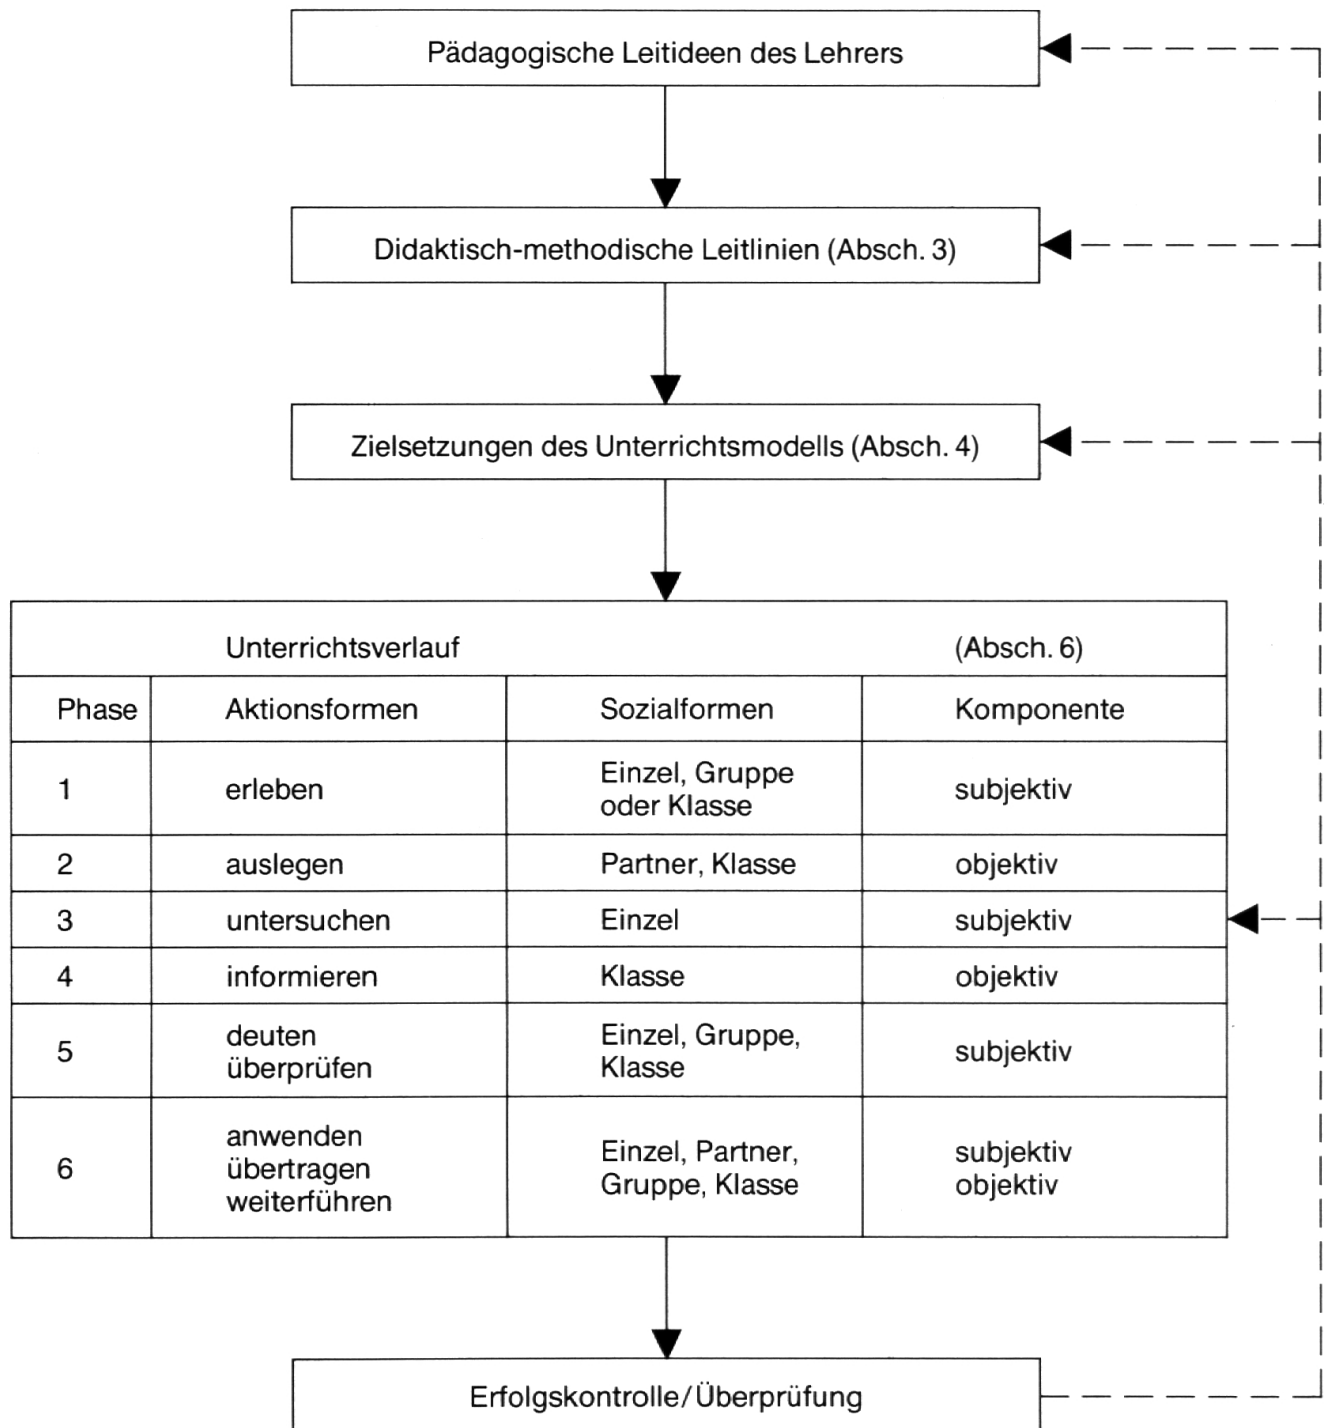 Pädagogische Leitideen des Lehrers
Didaktisch-methodische Leitlinien (Absch. 3)
Zielsetzungen des Unterrichtsmodells (Absch. 4)
Unterrichtsverlauf (Absch. 6)
Phase Aktionsformen Sozialformen Komponente
1 erleben Einzel, Gruppe oder Klasse subjektiv
2 auslegen Partner, Klasse objektiv
3 untersuchen Einzel subjektiv
4 informieren Klasse objektiv
5 deuten überprüfen Einzel, Gruppe, Klasse subjektiv
6 anwenden übertragen weiterführen Einzel, Partner, Gruppe, Klasse subjektiv objektiv
Erfolgskontrolle/Überprüfung